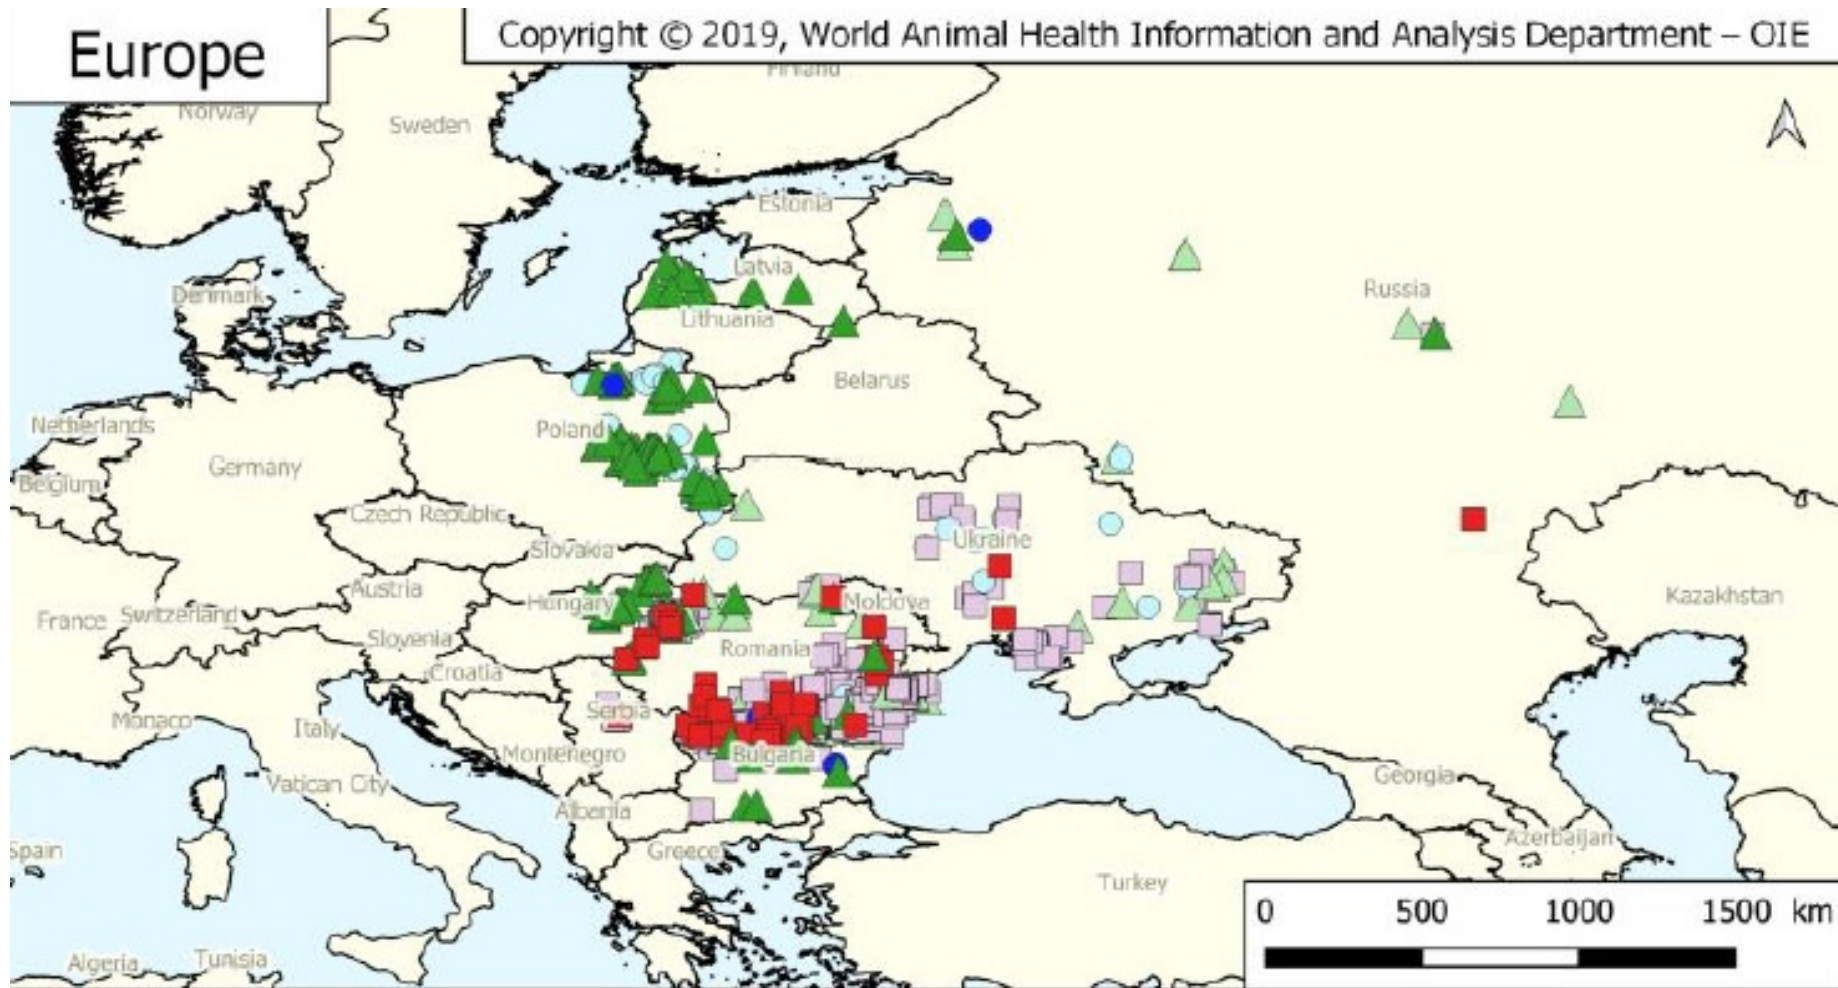 Europe
Copyright © 2019, World Animal Health Information and Analysis Department – OIE
Finland
Norway
Sweden
Estonia
Latvia
Denmark
Russia
Lithuania
Belarus
Netherlands
Poland
Germany
Belgium
Czech Republic
Slovakia
Ukraine
Austria
Hungary
Moldova
Kazakhstan
France
Switzerland
Slovenia
Romania
Croatia
Serbia
Monaco
Italy
Montenegro
Bulgaria
Georgia
Vatican City
Albania
Azerbaijan
Spain
Greece
Turkey
0 500 1000 1500 km
Algeria
Tunisia